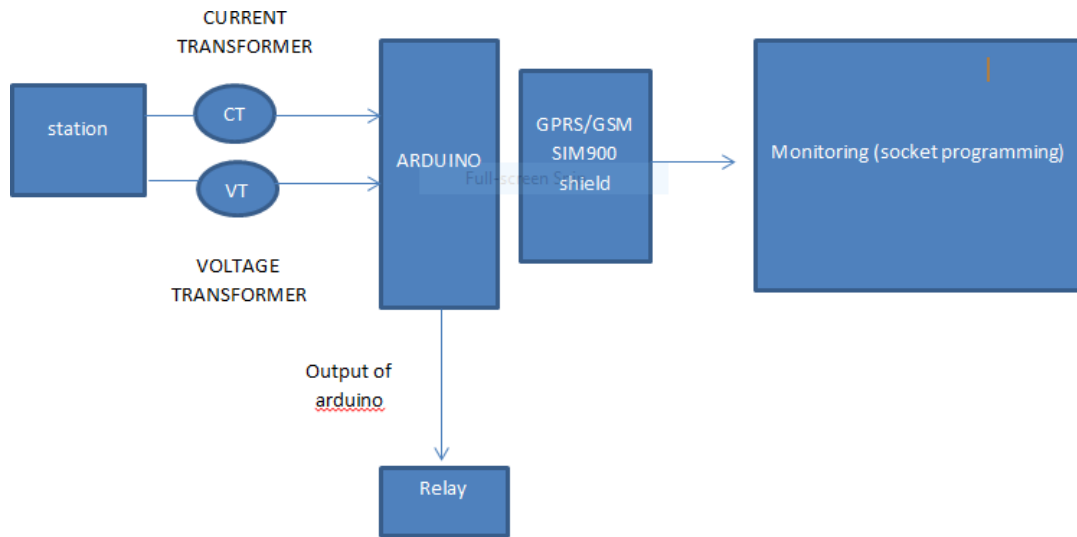 CURRENT
TRANSFORMER
station
CT
VT
VOLTAGE
TRANSFORMER
ARDUINO
GPRS/GSM
SIM900
shield
Monitoring (socket programming)
Output of
arduino
Relay